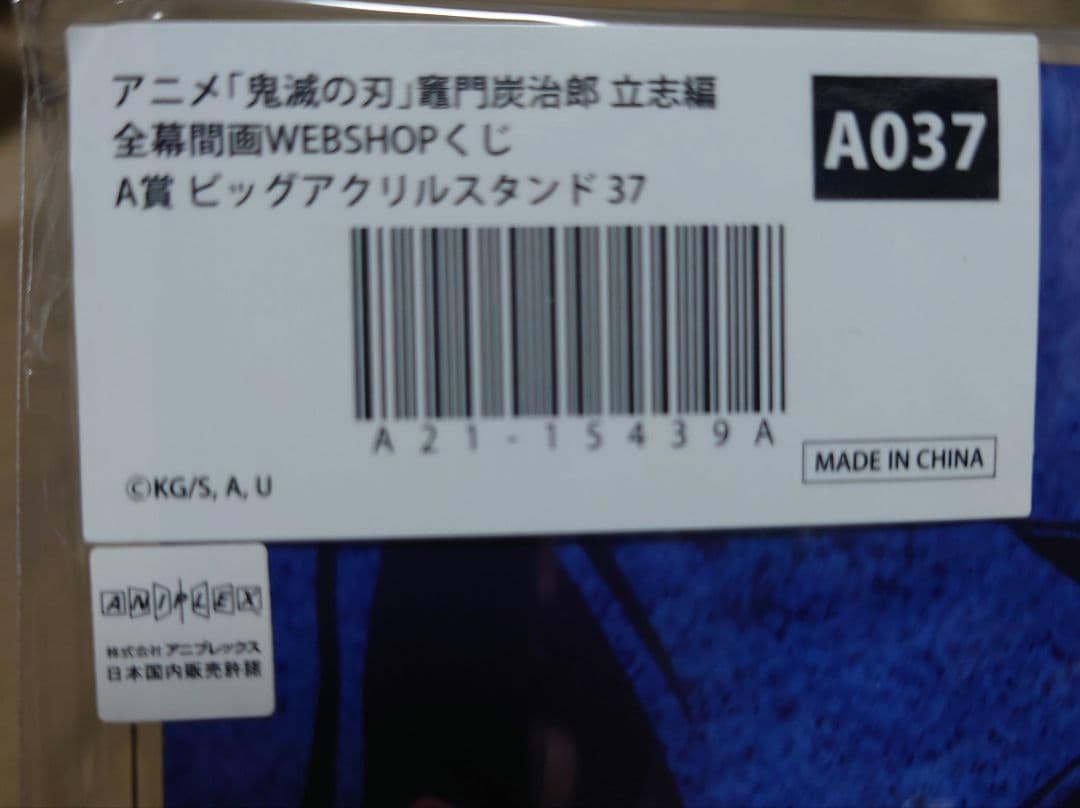 アニメ「鬼滅の刃」竈門炭治郎 立志編
全幕間画WEBSHOPくじ
A賞 ビッグアクリルスタンド 37
A037
A21-15439A
MADE IN CHINA
©KG/S, A, U
ANIPLEX
株式会社 アニプレックス
日本国内販売許諾